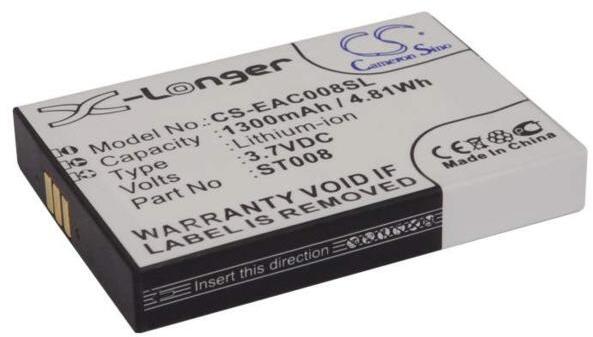 X-Longer
CS
Cameron Sino
Model No.: CS-EAC008SL
Capacity : 1300mAh / 4.81Wh
Type : Lithium-ion
Volts : 3.7VDC
Part No : ST008
WARRANTY VOID IF
LABEL REMOVED
Insert this direction
Made in China